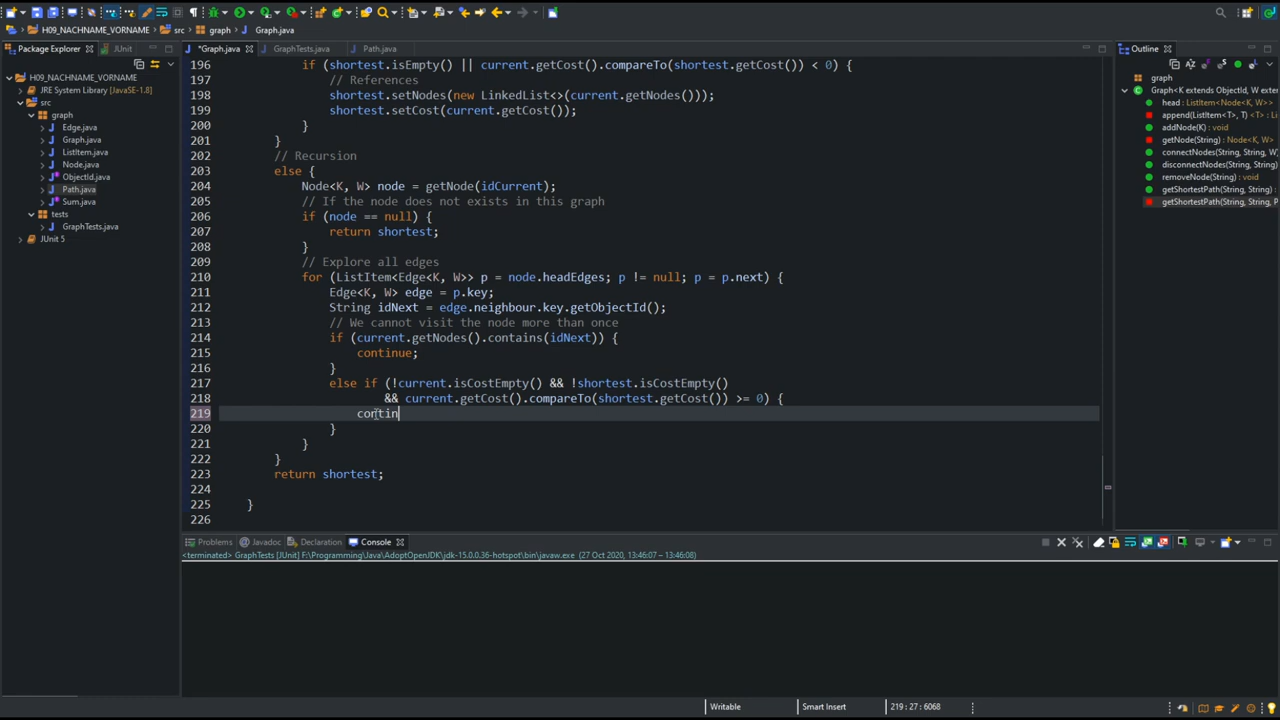 H09_NACHNAME_VORNAME
src
graph
Graph.java
Package Explorer
JUnit
*Graph.java
GraphTests.java
Path.java
Outline
H09_NACHNAME_VORNAME
JRE System Library [JavaSE-1.8]
src
graph
Edge.java
Graph.java
ListItem.java
Node.java
ObjectId.java
Path.java
Sum.java
tests
GraphTests.java
JUnit 5
196 if (shortest.isEmpty() || current.getCost().compareTo(shortest.getCost()) < 0) {
197 // References
198 shortest.setNodes(new LinkedList<>(current.getNodes()));
199 shortest.setCost(current.getCost());
200 }
201 }
202 // Recursion
203 else {
204 Node<K, W> node = getNode(idCurrent);
205 // If the node does not exists in this graph
206 if (node == null) {
207 return shortest;
208 }
209 // Explore all edges
210 for (ListItem<Edge<K, W>> p = node.headEdges; p != null; p = p.next) {
211 Edge<K, W> edge = p.key;
212 String idNext = edge.neighbour.key.getObjectId();
213 // We cannot visit the node more than once
214 if (current.getNodes().contains(idNext)) {
215 continue;
216 }
217 else if (!current.isCostEmpty() && !shortest.isCostEmpty()
218 && current.getCost().compareTo(shortest.getCost()) >= 0) {
219 contin
220 }
221 }
222 }
223 return shortest;
224
225 }
226
graph
Graph<K extends ObjectId, W exten
head : ListItem<Node<K, W>>
append(ListItem<T>, T) <T> : Li
addNode(K) : void
getNode(String) : Node<K, W>
connectNodes(String, String, W
disconnectNodes(String, String)
removeNode(String) : void
getShortestPath(String, String)
getShortestPath(String, String, P
Problems
Javadoc
Declaration
Console
<terminated> GraphTests [JUnit] F:\Programming\Java\AdoptOpenJDK\jdk-15.0.0.36-hotspot\bin\javaw.exe (27 Oct 2020, 13:46:07 – 13:46:08)
Writable
Smart Insert
219 : 27 : 6068